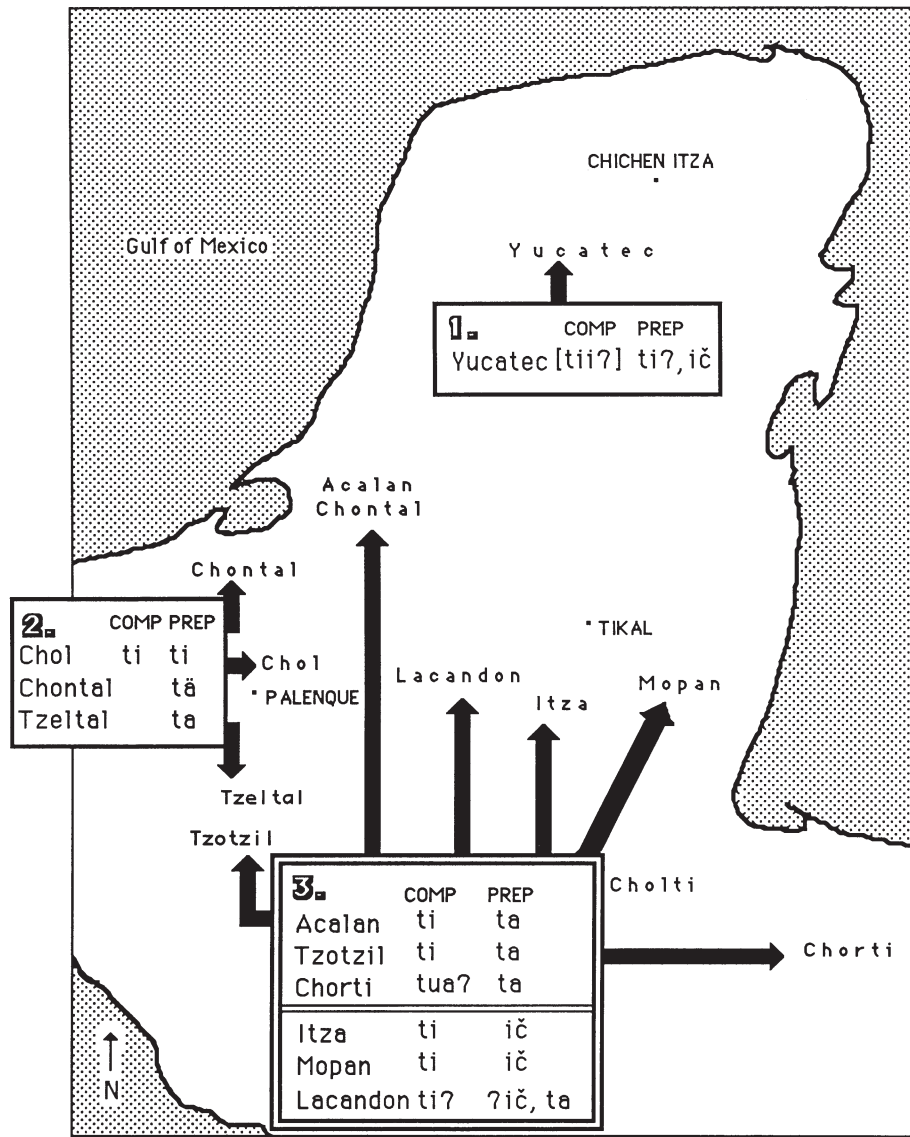 CHICHEN ITZA
Gulf of Mexico
Yucatec
1. COMP PREP
Yucatec [tii?] ti?, ič
Acalan
Chontal
Chontal
2. COMP PREP
Chol ti ti
Chontal tä
Tzeltal ta
Chol
PALENQUE
TIKAL
Lacandon
Itza
Mopan
Tzeltal
Tzotzil
Cholti
Chorti
3. COMP PREP
Acalan ti ta
Tzotzil ti ta
Chorti tua? ta
Itza ti ič
Mopan ti ič
Lacandon ti? ?ič, ta
N